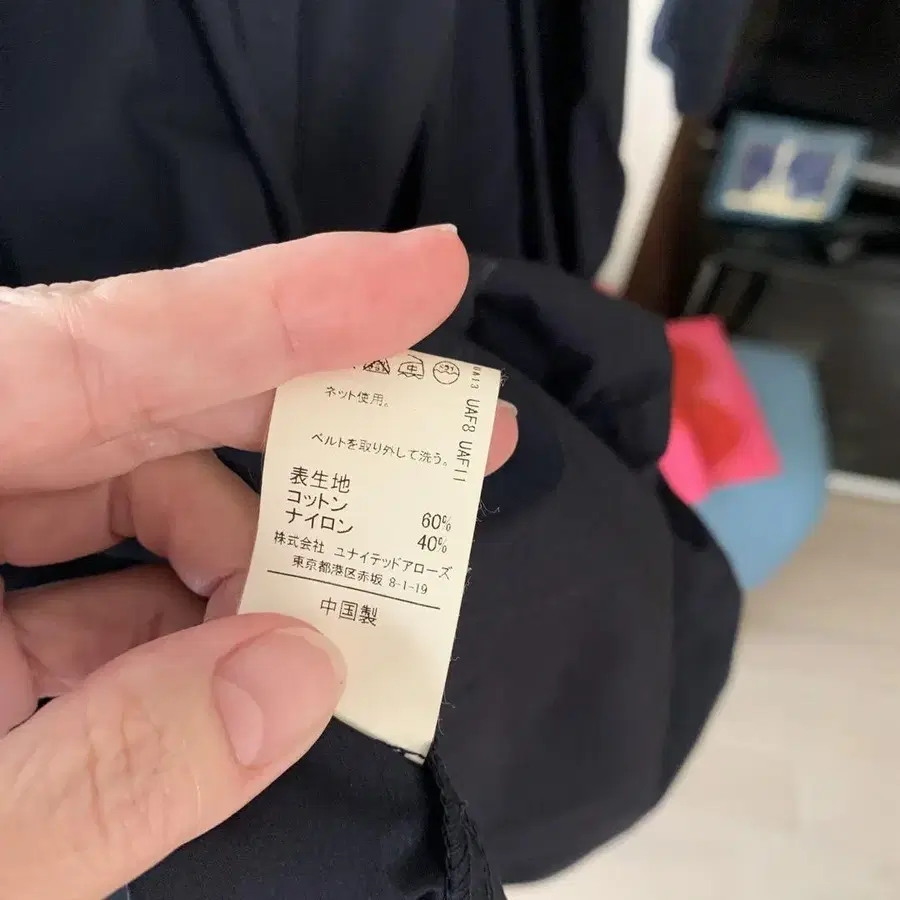 ネット使用。
ベルトを取り外して洗う。
表生地
コットン 60%
ナイロン 40%
株式会社 ユナイテッドアローズ
東京都港区赤坂 8-1-19
中国製
UAF8 UAF11